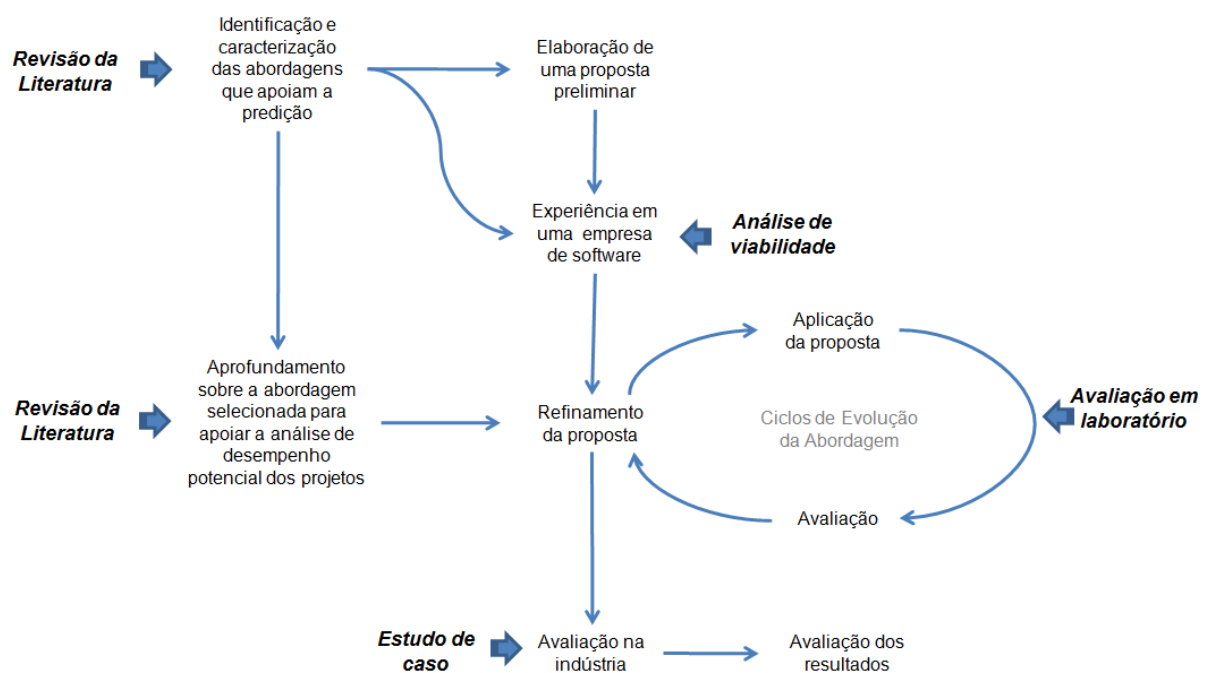 Revisão da
Literatura
Identificação e
caracterização
das abordagens
que apoiam a
predição
Elaboração de
uma proposta
preliminar
Experiência em
uma empresa
de software
Análise de
viabilidade
Revisão da
Literatura
Aprofundamento
sobre a abordagem
selecionada para
apoiar a análise de
desempenho
potencial dos projetos
Refinamento
da proposta
Aplicação
da proposta
Ciclos de Evolução
da Abordagem
Avaliação
Avaliação em
laboratório
Estudo de
caso
Avaliação na
indústria
Avaliação dos
resultados